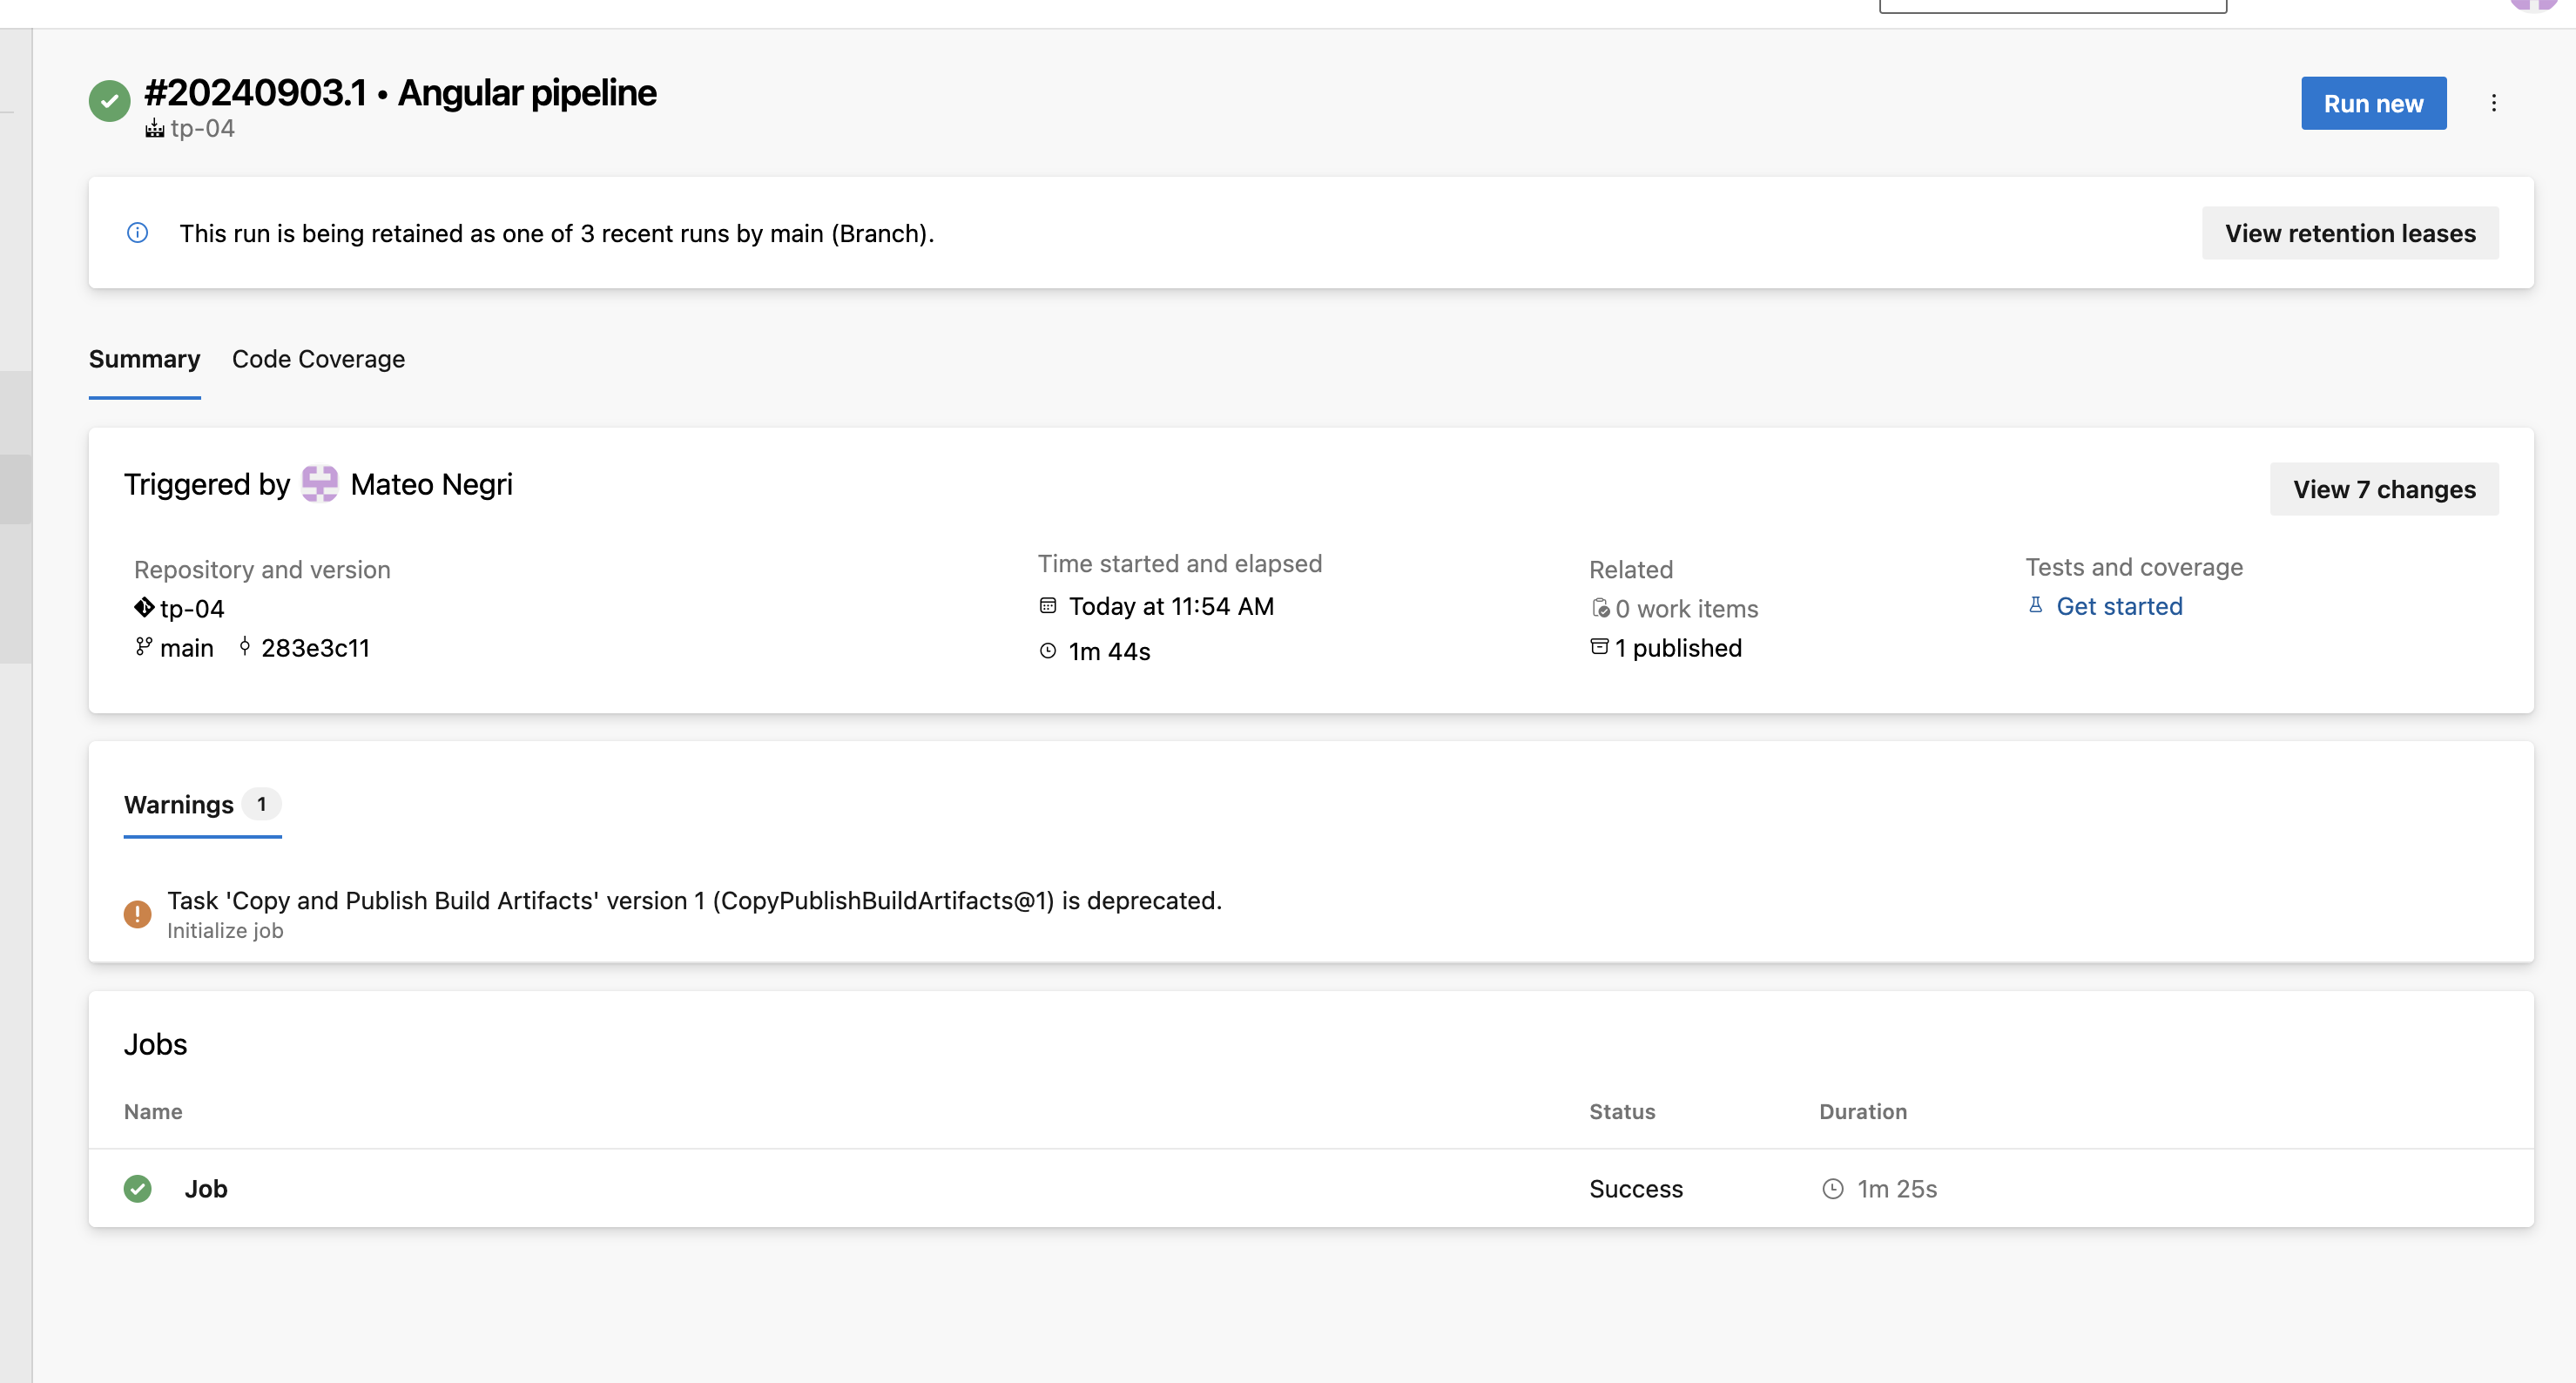 #20240903.1 • Angular pipeline
tp-04
Run new
This run is being retained as one of 3 recent runs by main (Branch).
View retention leases
Summary
Code Coverage
Triggered by Mateo Negri
View 7 changes
Repository and version
tp-04
main 283e3c11
Time started and elapsed
Today at 11:54 AM
1m 44s
Related
0 work items
1 published
Tests and coverage
Get started
Warnings 1
Task 'Copy and Publish Build Artifacts' version 1 (CopyPublishBuildArtifacts@1) is deprecated.
Initialize job
Jobs
Name Status Duration
Job Success 1m 25s